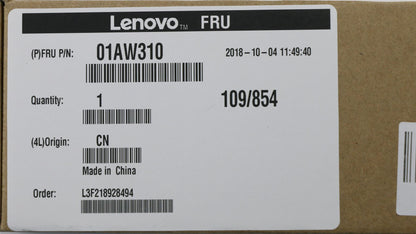 Lenovo™ FRU
(P)FRU P/N: 01AW310 2018-10-04 11:49:40
Quantity: 1 109/854
(4L)Origin: CN
Made in China
Order: L3F218928494